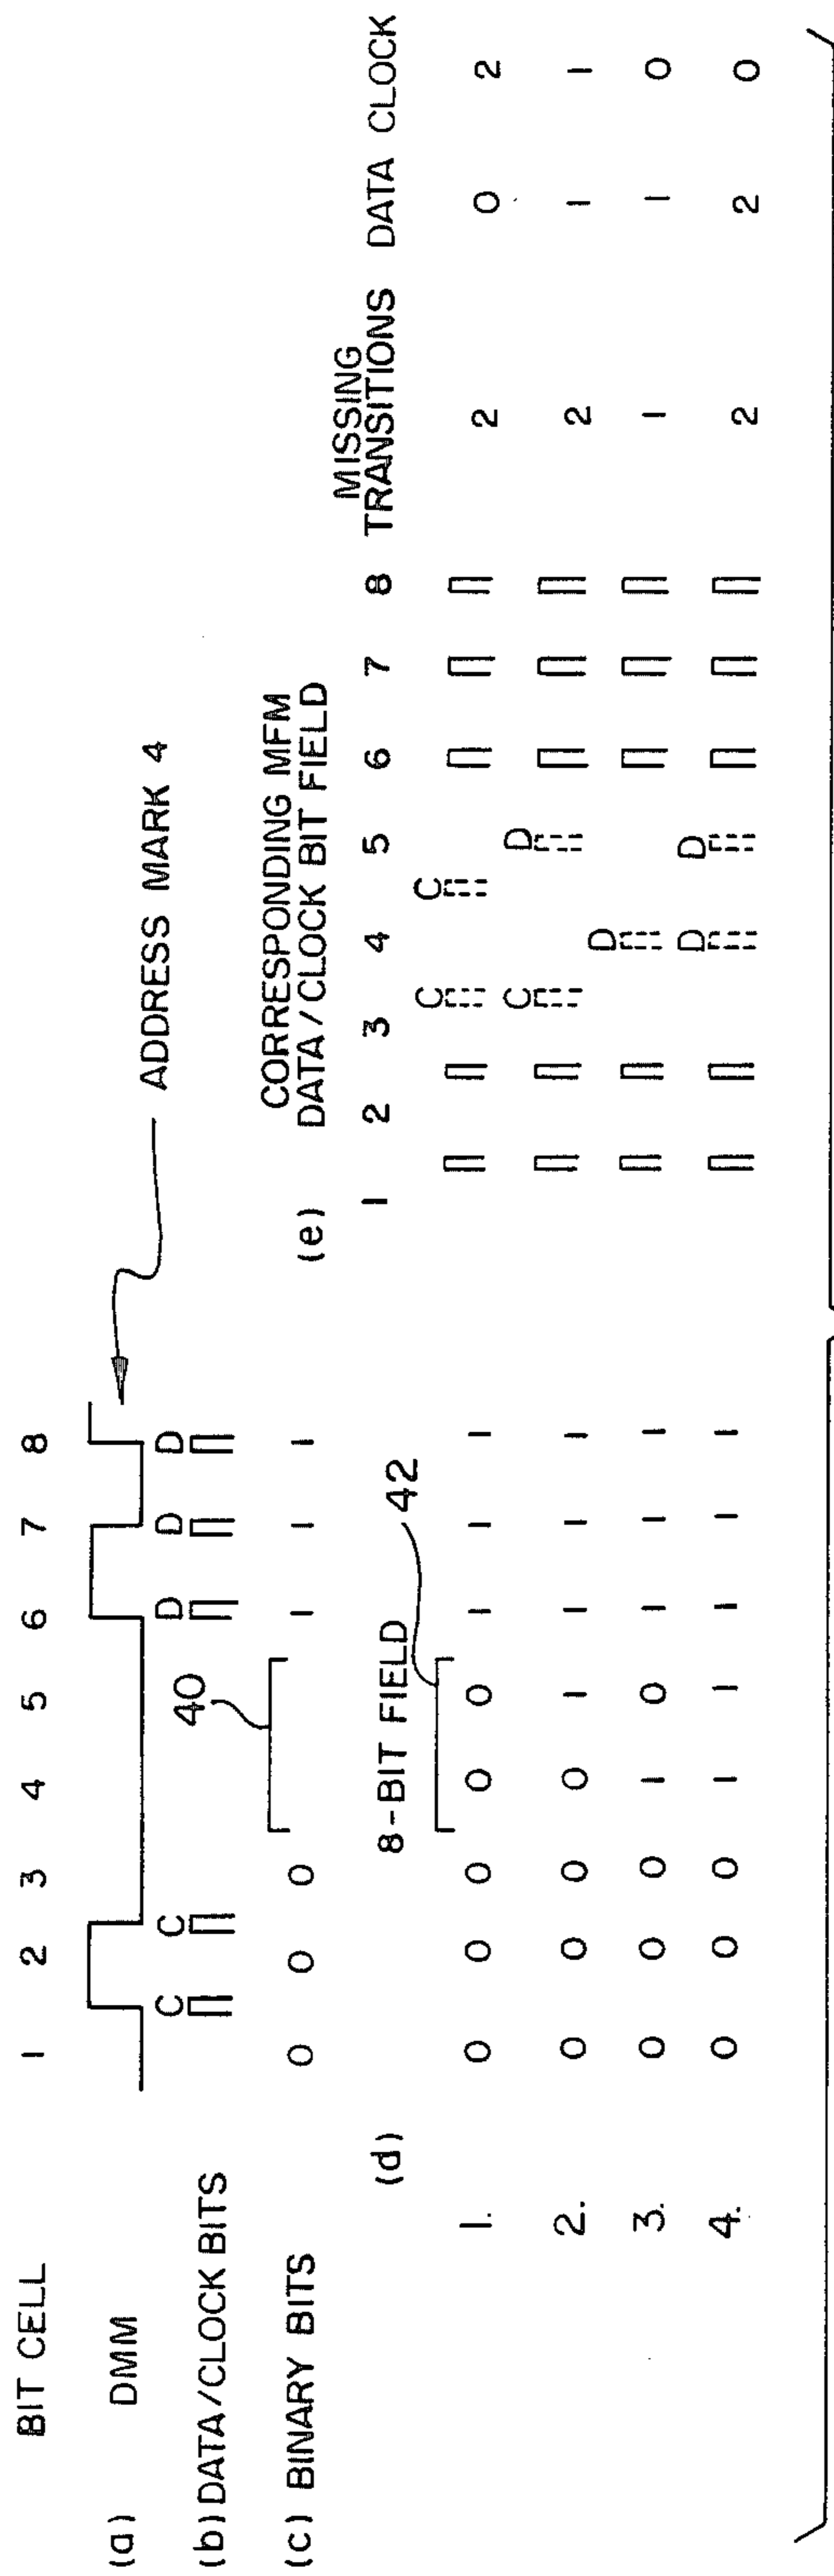 BIT CELL 1 2 3 4 5 6 7 8
(a) DMM
ADDRESS MARK 4
(b) DATA/CLOCK BITS C C D D D
40
(c) BINARY BITS 0 0 0 1 1 1
(d) 8-BIT FIELD 42
1. 0 0 0 0 0 1 1 1
2. 0 0 0 0 1 1 1 1
3. 0 0 0 1 0 1 1 1
4. 0 0 0 1 1 1 1 1
(e) CORRESPONDING MFM
DATA/CLOCK BIT FIELD
1 2 3 4 5 6 7 8
MISSING
TRANSITIONS DATA CLOCK
C C 2 0 2
C D 2 1 1
D 1 1 0
D D 2 2 0